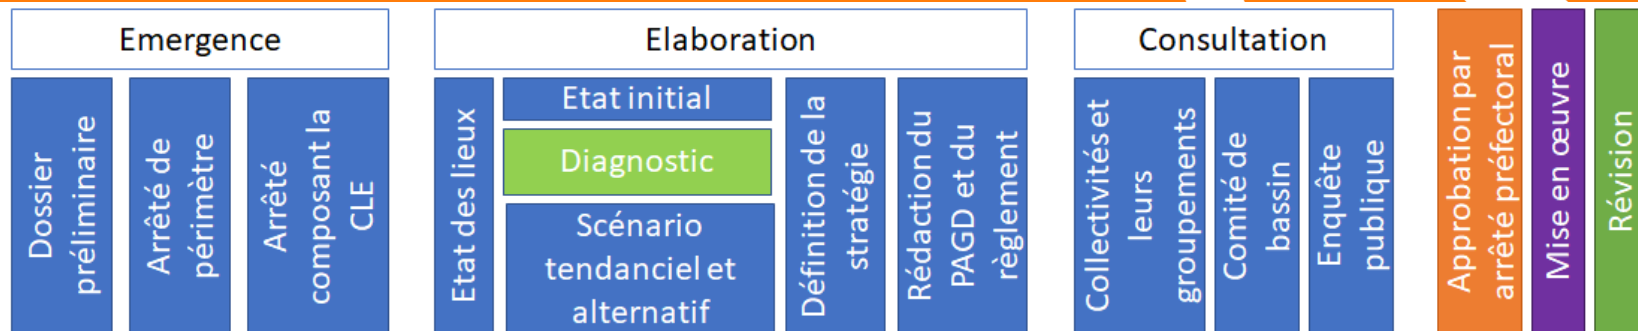 Emergence
Dossier
préliminaire
Arrêté de
périmètre
Arrêté
composant la
CLE
Elaboration
Etat des lieux
Etat initial
Diagnostic
Scénario
tendanciel et
alternatif
Définition de la
stratégie
Rédaction du
PAGD et du
règlement
Consultation
Collectivités et
leurs
groupements
Comité de
bassin
Enquête
publique
Approbation par
arrêté préfectoral
Mise en œuvre
Révision